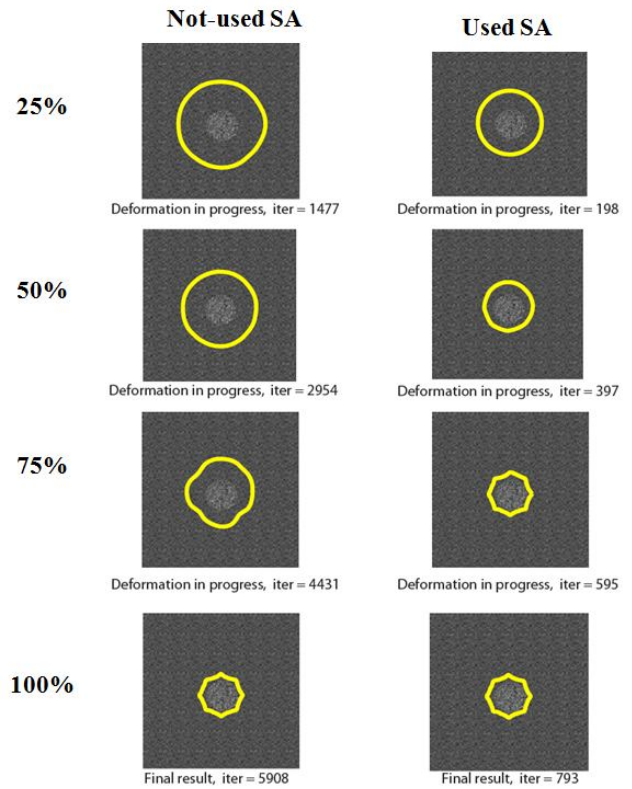 Not-used SA Used SA
25%
Deformation in progress, iter = 1477 Deformation in progress, iter = 198
50%
Deformation in progress, iter = 2954 Deformation in progress, iter = 397
75%
Deformation in progress, iter = 4431 Deformation in progress, iter = 595
100%
Final result, iter = 5908 Final result, iter = 793